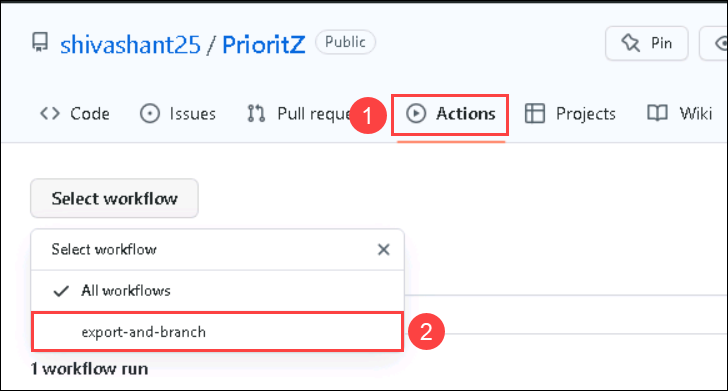 shivashant25 / PrioritZ Public
Pin
Code Issues Pull reque 1 Actions Projects Wiki
Select workflow
Select workflow
All workflows
export-and-branch 2
1 workflow run